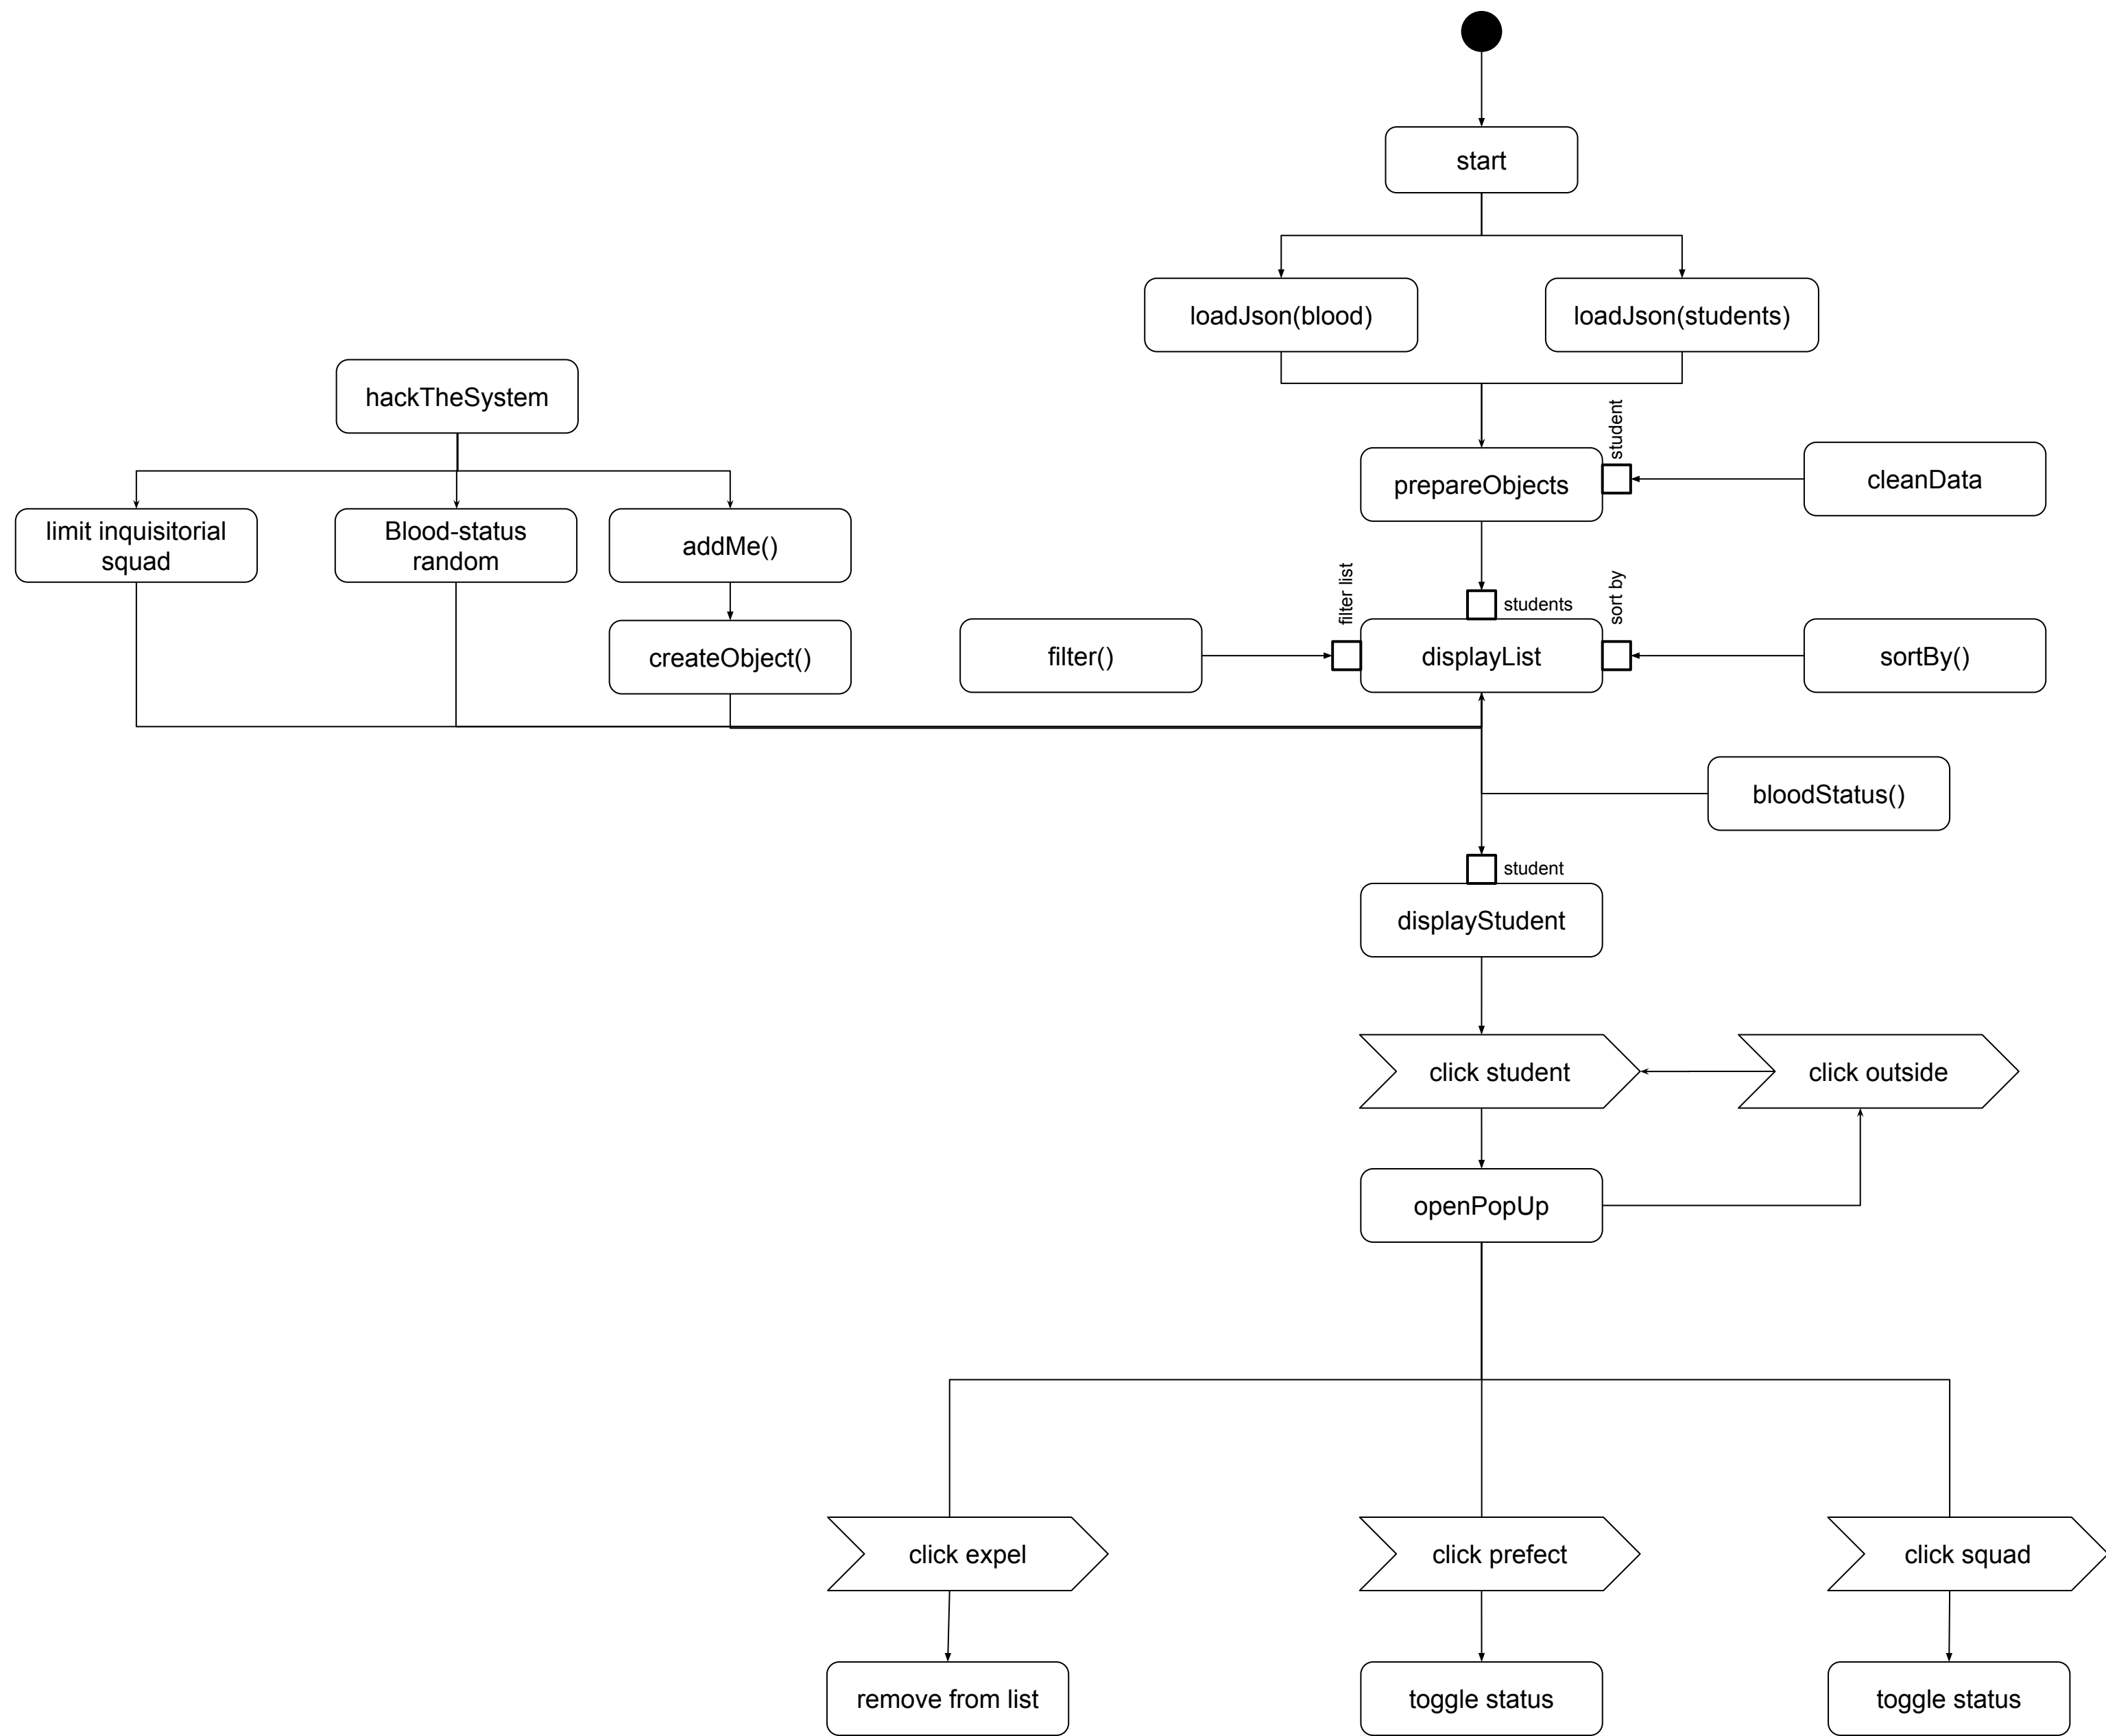 start
loadJson(blood)
loadJson(students)
hackTheSystem
student
prepareObjects
cleanData
limit inquisitorial
squad
Blood-status
random
addMe()
filter list
students
sort by
createObject()
filter()
displayList
sortBy()
bloodStatus()
student
displayStudent
click student
click outside
openPopUp
click expel
click prefect
click squad
remove from list
toggle status
toggle status